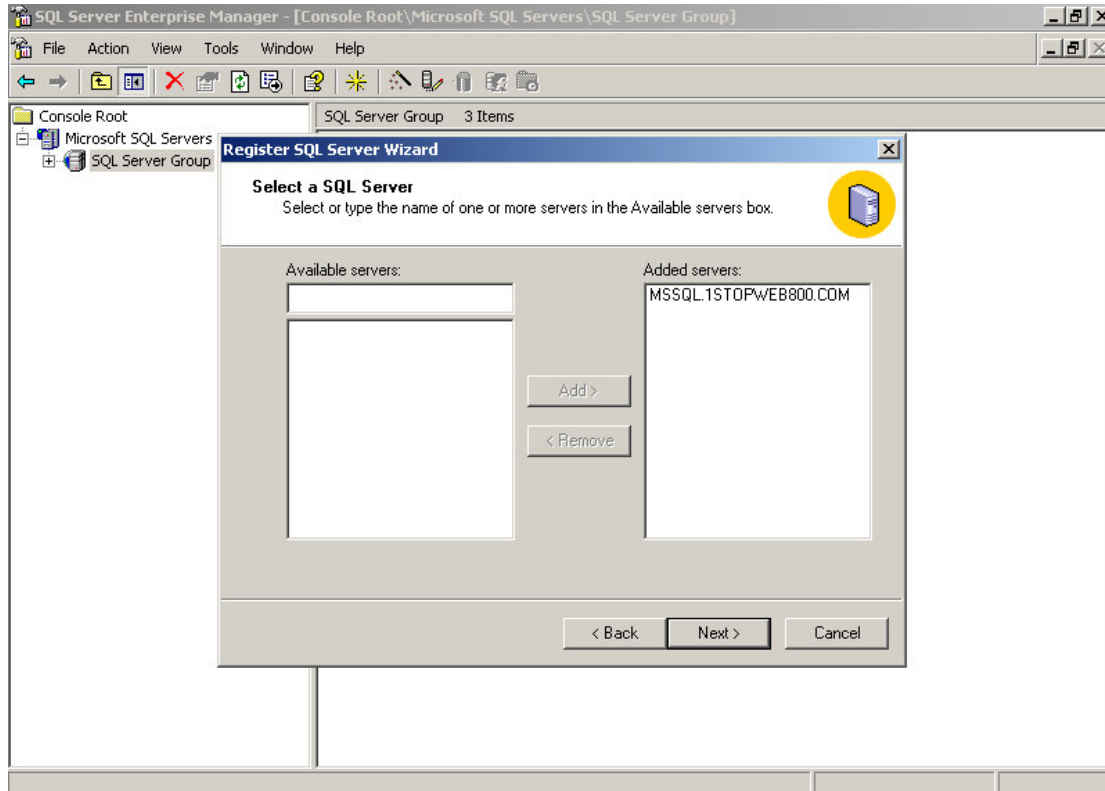 SQL Server Enterprise Manager - [Console Root\Microsoft SQL Servers\SQL Server Group]
File Action View Tools Window Help
Console Root
SQL Server Group 3 Items
Microsoft SQL Servers
SQL Server Group
Register SQL Server Wizard
Select a SQL Server
Select or type the name of one or more servers in the Available servers box.
Available servers:
Added servers:
MSSQL.1STOPWEB800.COM
Add >
< Remove
< Back Next > Cancel